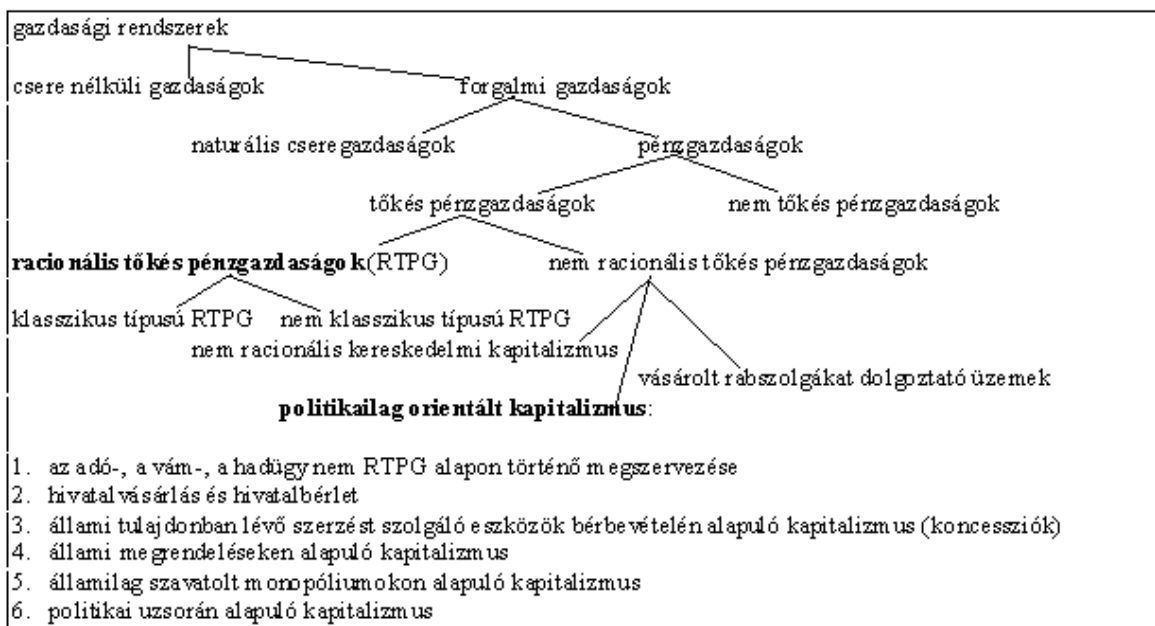 gazdasági rendszerek
csere nélküli gazdaságok forgalmi gazdaságok
naturális cseregazdaságok pénzgazdaságok
tőkés pénzgazdaságok nem tőkés pénzgazdaságok
racionális tőkés pénzgazdaságok(RTPG) nem racionális tőkés pénzgazdaságok
klasszikus típusú RTPG nem klasszikus típusú RTPG
nem racionális kereskedelmi kapitalizmus
vásárolt rabszolgákat dolgoztató üzemek
politikailag orientált kapitalizmus:
1. az adó-, a vám-, a hadügy nem RTPG alapon történő megszervezése
2. hivatalvásárlás és hivatalbérlet
3. állami tulajdonban lévő szerzést szolgáló eszközök bérbevételén alapuló kapitalizmus (koncessziók)
4. állami megrendeléseken alapuló kapitalizmus
5. államilag szavatolt monopóliumokon alapuló kapitalizmus
6. politikai uzsorán alapuló kapitalizmus